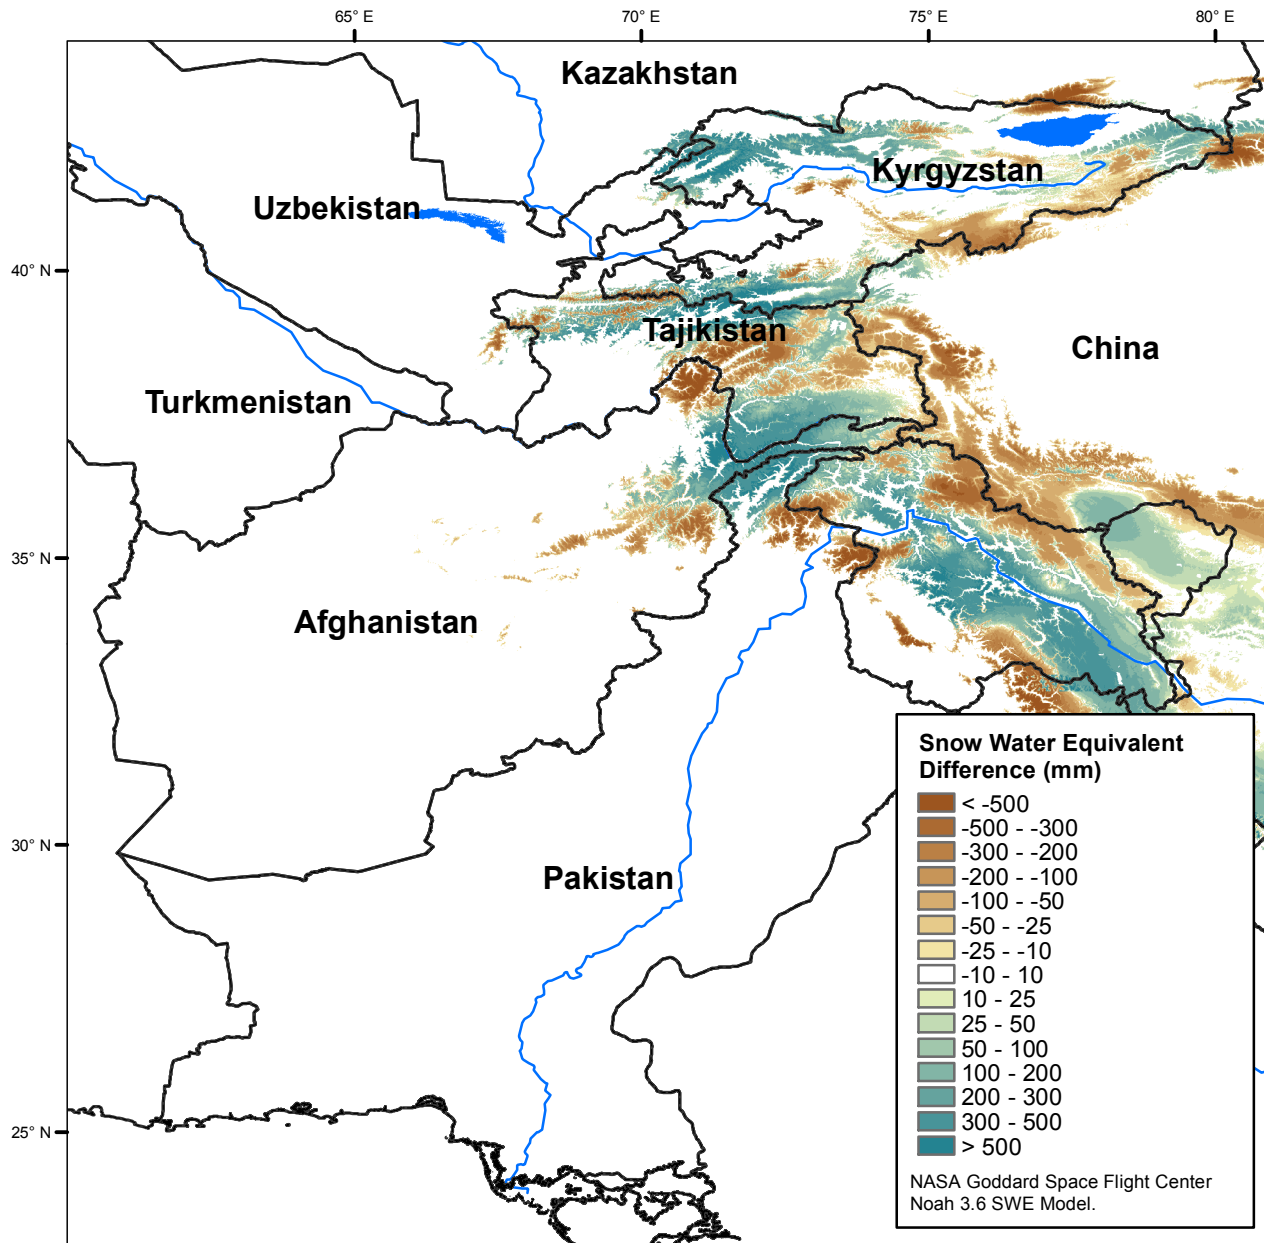 65° E
70° E
75° E
80° E
Kazakhstan
Kyrgyzstan
Uzbekistan
40° N
Tajikistan
China
Turkmenistan
35° N
Afghanistan
Snow Water Equivalent
Difference (mm)
< -500
-500 - -300
-300 - -200
-200 - -100
-100 - -50
-50 - -25
-25 - -10
-10 - 10
10 - 25
25 - 50
50 - 100
100 - 200
200 - 300
300 - 500
> 500
NASA Goddard Space Flight Center
Noah 3.6 SWE Model.
30° N
Pakistan
25° N